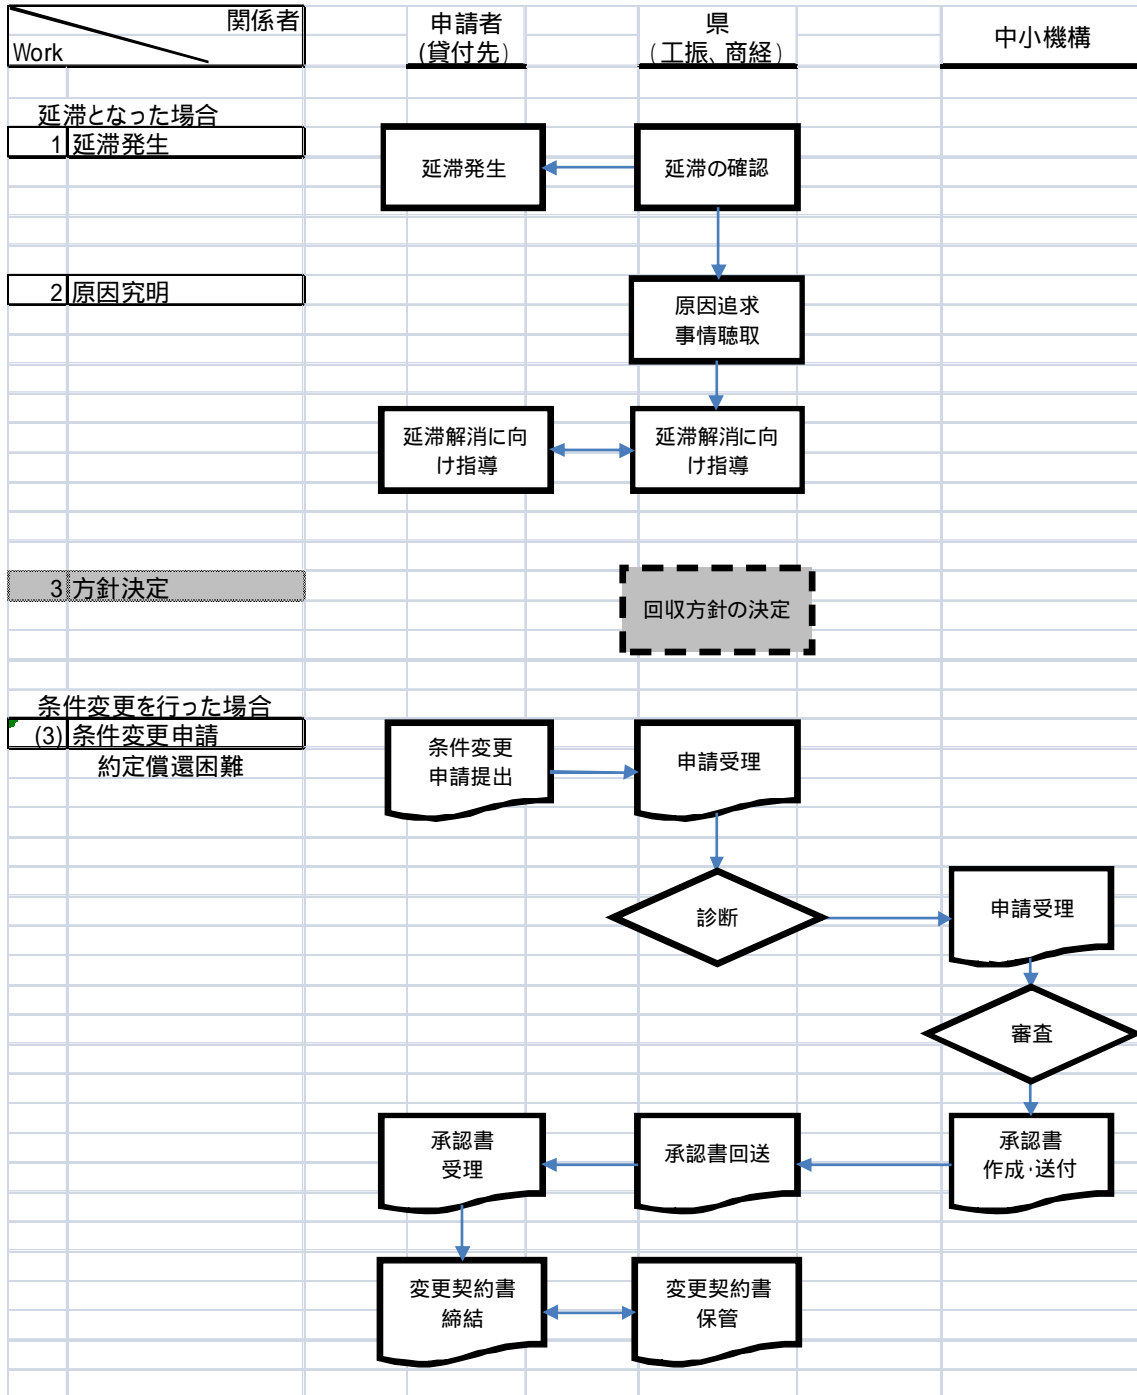 関係者
Work
申請者
(貸付先)
県
(工振、商経)
中小機構
延滞となった場合
1 延滞発生
延滞発生
延滞の確認
2 原因究明
原因追求
事情聴取
延滞解消に向
け指導
延滞解消に向
け指導
3 方針決定
回収方針の決定
条件変更を行った場合
(3) 条件変更申請
約定償還困難
条件変更
申請提出
申請受理
診断
申請受理
審査
承認書
受理
承認書回送
承認書
作成・送付
変更契約書
締結
変更契約書
保管